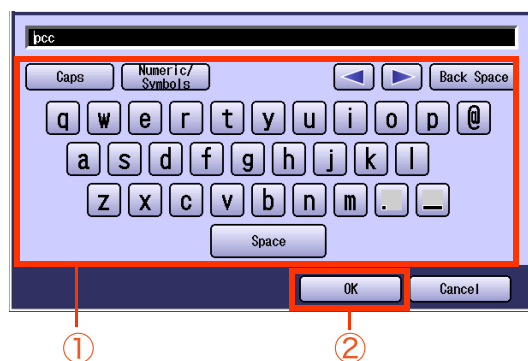 pcc
Caps Numeric/ Back Space
Symbols
q w e r t y u i o p @
a s d f g h j k l
z x c v b n m . _
Space
OK Cancel
① ②